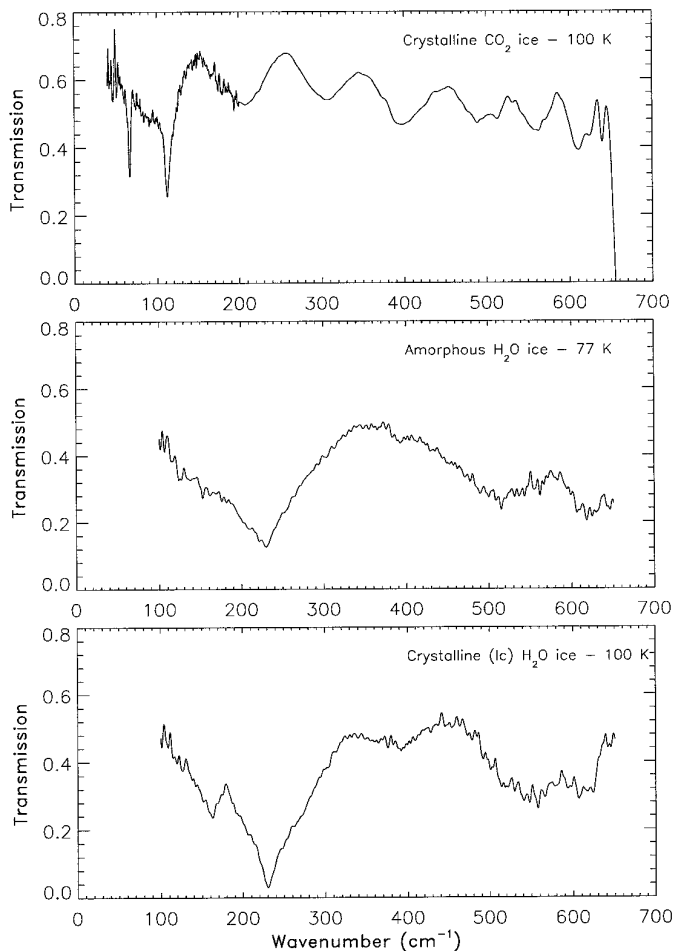 Crystalline CO₂ ice – 100 K
Transmission
0.8
0.6
0.4
0.2
0.0
0 100 200 300 400 500 600 700
Amorphous H₂O ice – 77 K
Transmission
0.8
0.6
0.4
0.2
0.0
0 100 200 300 400 500 600 700
Crystalline (Ic) H₂O ice – 100 K
Transmission
0.8
0.6
0.4
0.2
0.0
0 100 200 300 400 500 600 700
Wavenumber (cm⁻¹)